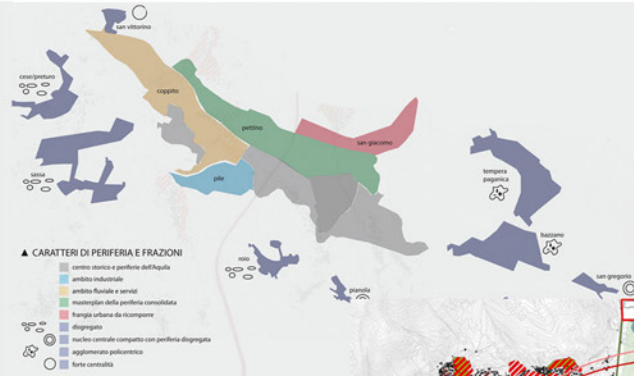 san vittorino
cese/preturo
coppito
pettino
san giacomo
sassa
pile
tempera
paganica
bazzano
roio
pianola
san gregorio
▲ CARATTERI DI PERIFERIA E FRAZIONI
centro storico e periferie dell'Aquila
ambito industriale
ambito fluviale e servizi
masterplan della periferia consolidata
frangia urbana da ricomporre
disgregato
nucleo centrale compatto con periferia disgregata
agglomerato policentrico
forte centralità